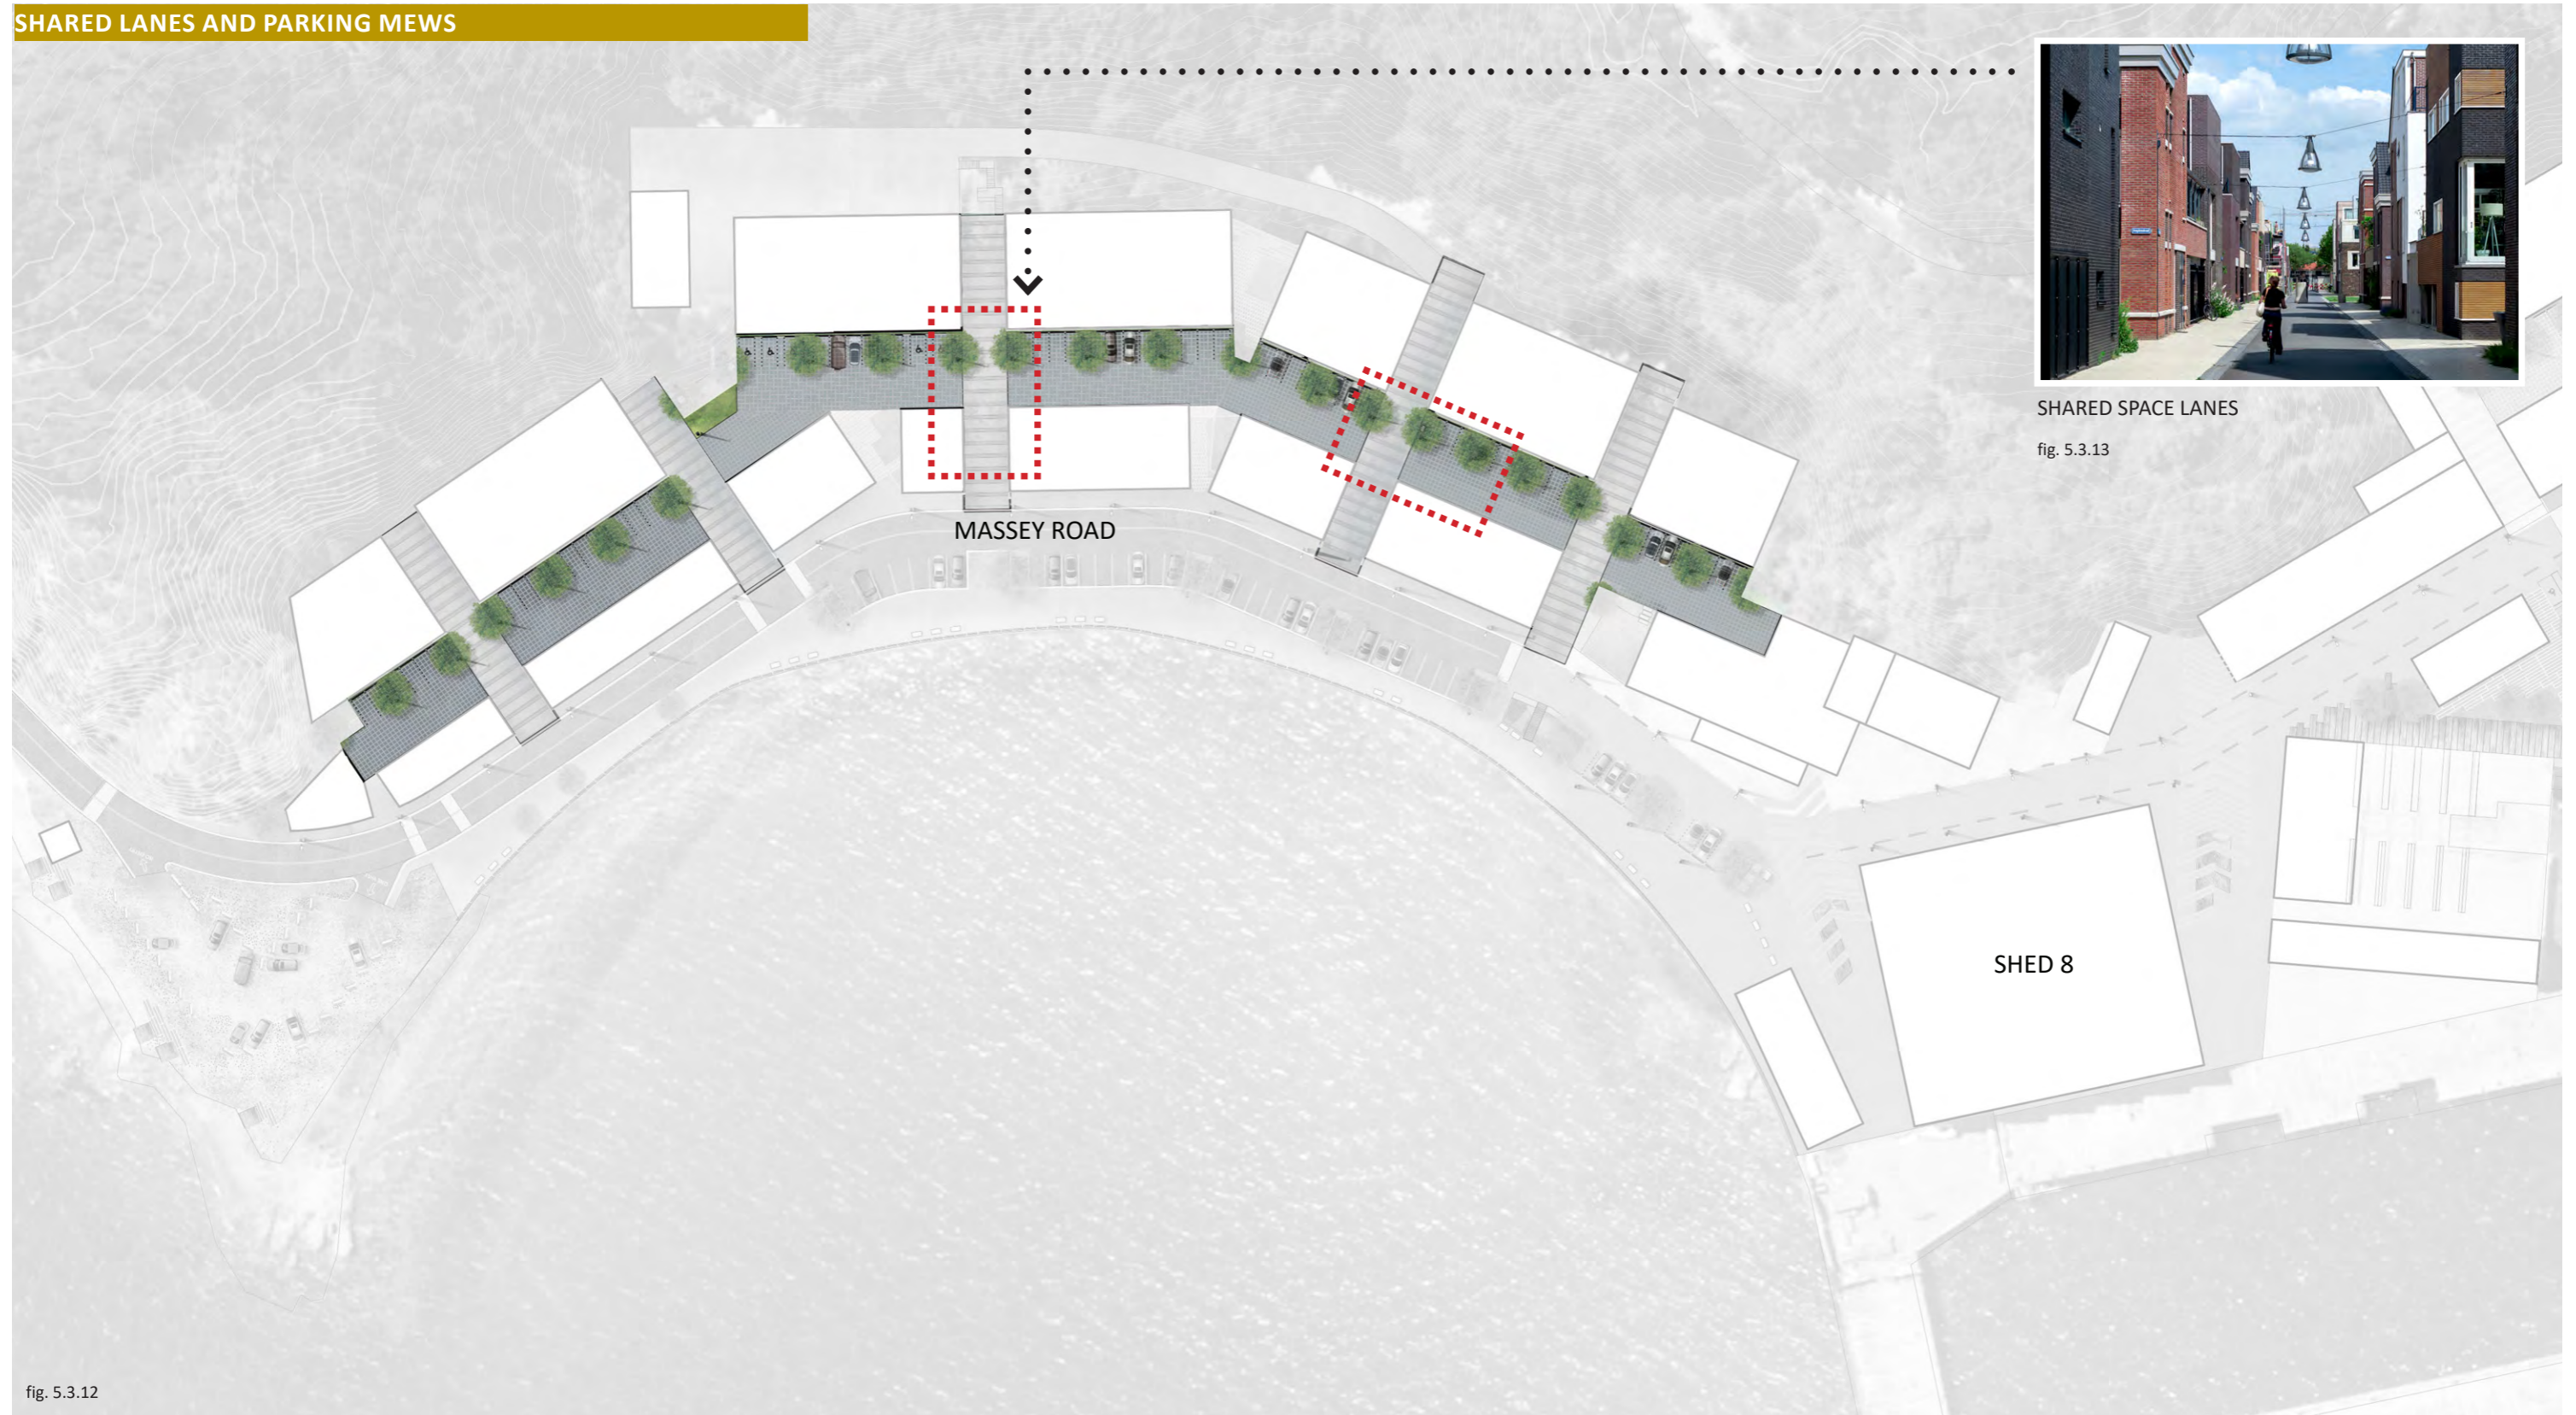 SHARED LANES AND PARKING MEWS
SHARED SPACE LANES
fig. 5.3.13
MASSEY ROAD
SHED 8
fig. 5.3.12